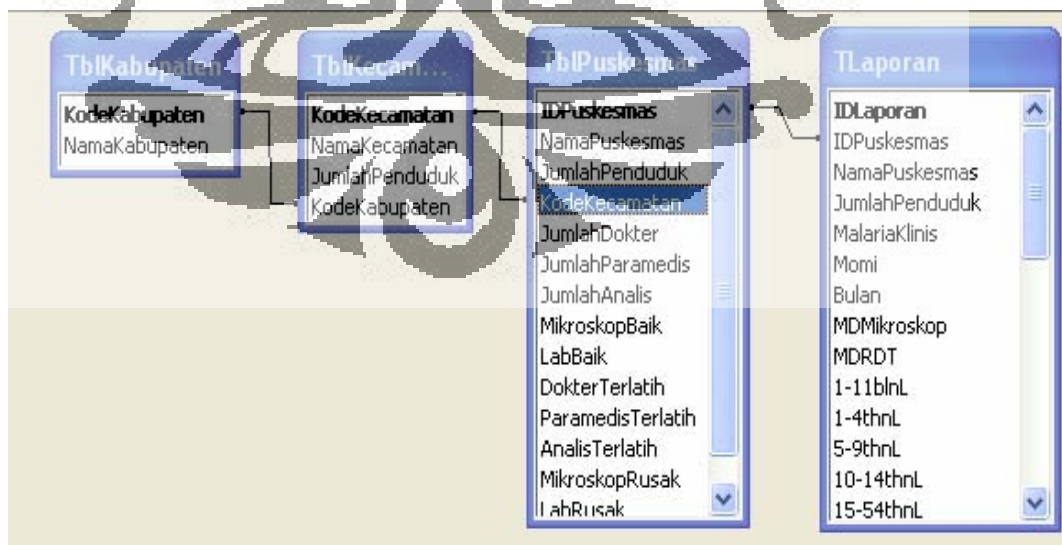 TblKabupaten
KodeKabupaten
NamaKabupaten
TblKecam...
KodeKecamatan
NamaKecamatan
JumlahPenduduk
KodeKabupaten
TblPuskesmas
IDPuskesmas
NamaPuskesmas
JumlahPenduduk
KodeKecamatan
JumlahDokter
JumlahParamedis
JumlahAnalis
MikroskopBaik
LabBaik
DokterTerlatih
ParamedisTerlatih
AnalisTerlatih
MikroskopRusak
LabRusak
TLaporan
IDLaporan
IDPuskesmas
NamaPuskesmas
JumlahPenduduk
MalariaKlinis
Momi
Bulan
MDMikroskop
MDRDT
1-11blnL
1-4thnL
5-9thnL
10-14thnL
15-54thnL